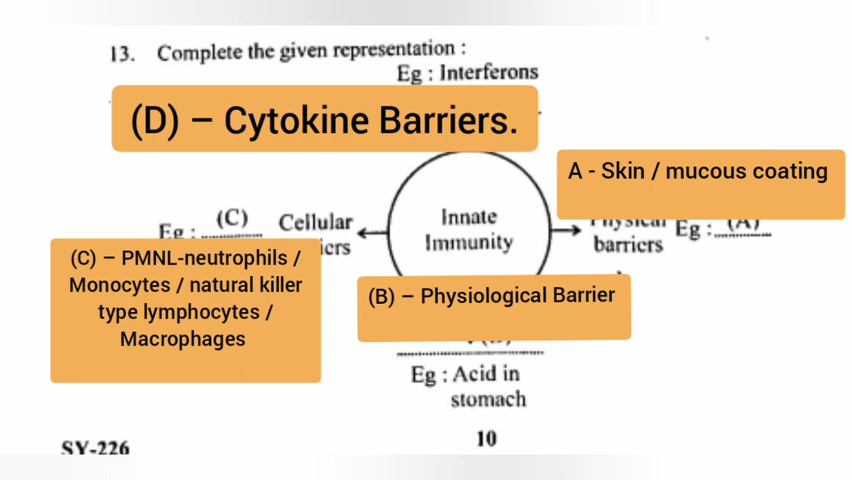 13. Complete the given representation :
Eg : Interferons
(D) – Cytokine Barriers.
A - Skin / mucous coating
(C) Cellular
Eg :
Innate
Immunity
Physical
barriers
Eg : (A)
(C) – PMNL-neutrophils /
Monocytes / natural killer
type lymphocytes /
Macrophages
(B) – Physiological Barrier
Eg : Acid in
stomach
SY-226
10